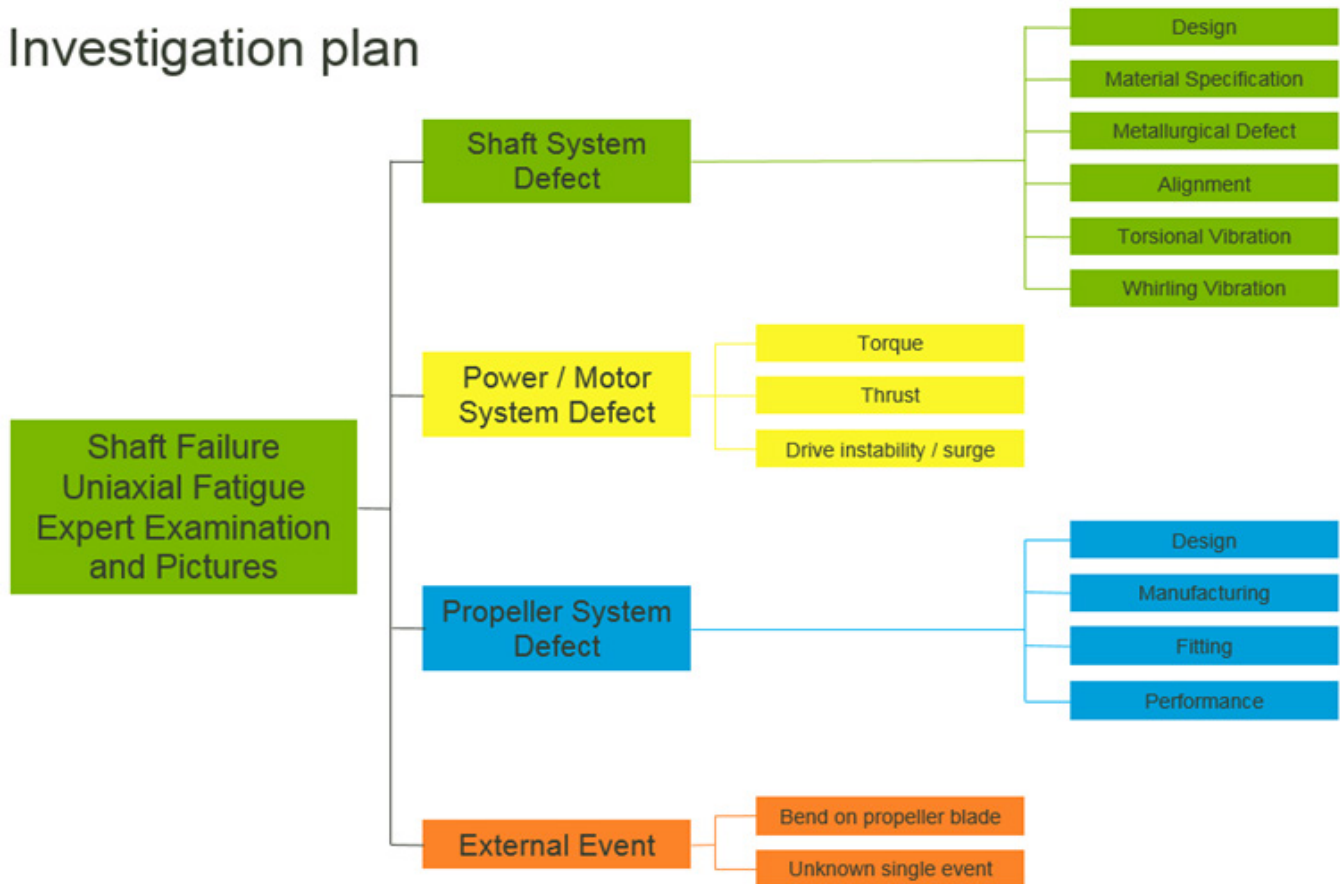 Investigation plan
Shaft Failure
Uniaxial Fatigue
Expert Examination
and Pictures
Shaft System
Defect
Design
Material Specification
Metallurgical Defect
Alignment
Torsional Vibration
Whirling Vibration
Power / Motor
System Defect
Torque
Thrust
Drive instability / surge
Propeller System
Defect
Design
Manufacturing
Fitting
Performance
External Event
Bend on propeller blade
Unknown single event